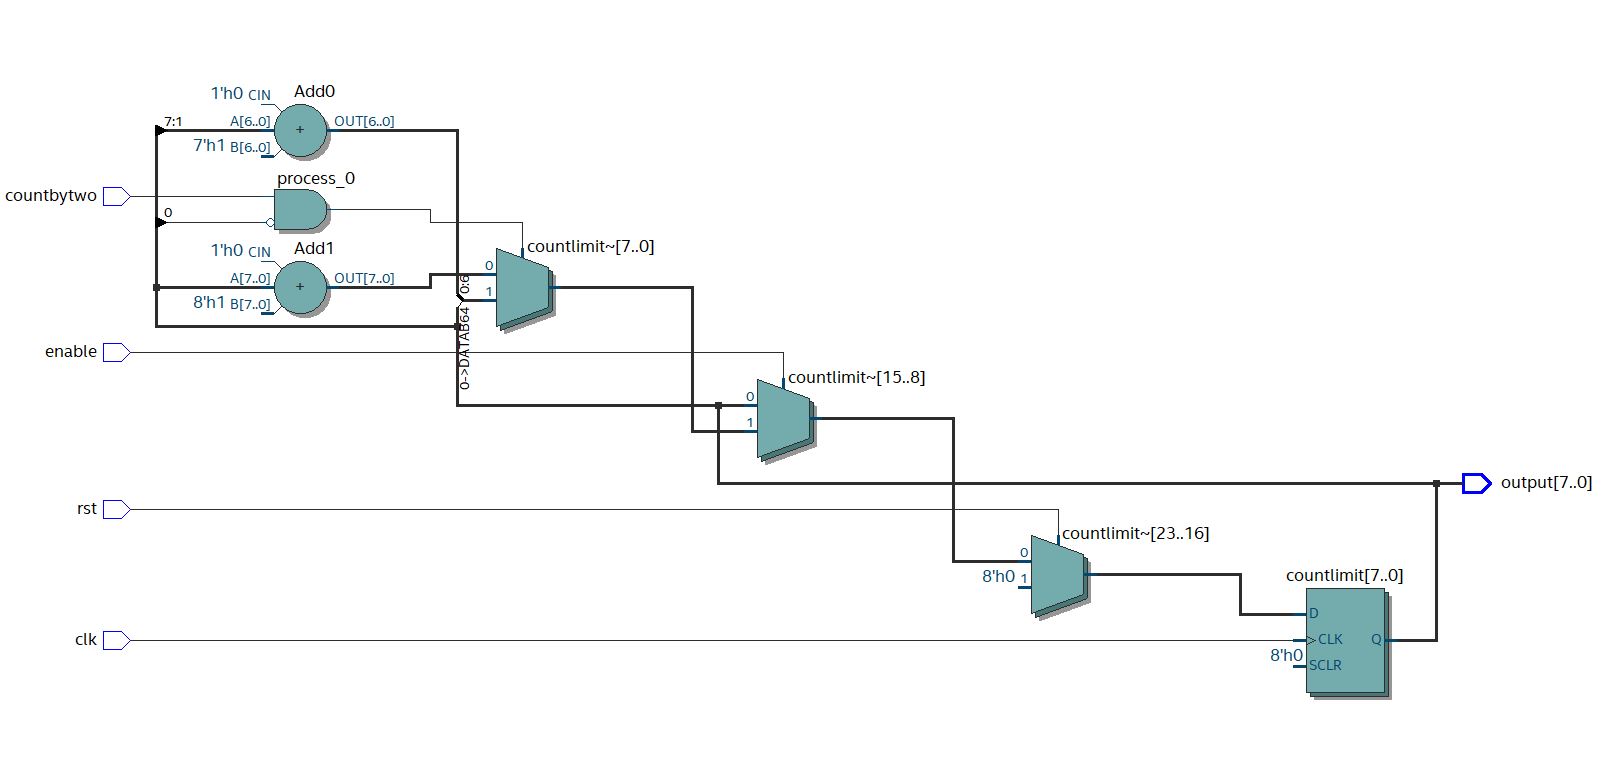 Add0
1'h0 CIN
7:1 A[6..0] OUT[6..0]
7'h1 B[6..0]
process_0
countbytwo
0
Add1
1'h0 CIN
countlimit~[7..0]
A[7..0] OUT[7..0]
8'h1 B[7..0]
0
1
0:6
0->DATAB64
enable
countlimit~[15..8]
0
1
output[7..0]
rst
countlimit~[23..16]
0
8'h0 1
countlimit[7..0]
D
clk
CLK Q
8'h0
SCLR